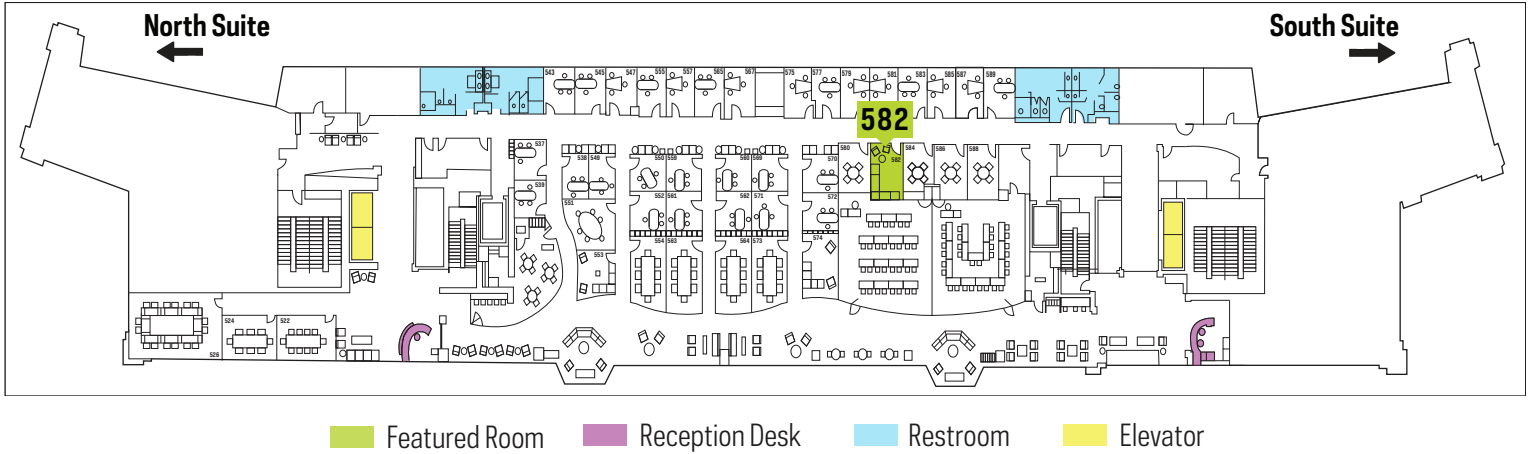 North Suite
South Suite
543 545 547 555 557 565 567 575 577 579 581 583 585 587 589
582
537 538 549 550 559 560 569 570 580 582 584 586 588
539 552 561 562 571 572
551
554 563 564 573 574
553
526 524 522
Featured Room
Reception Desk
Restroom
Elevator